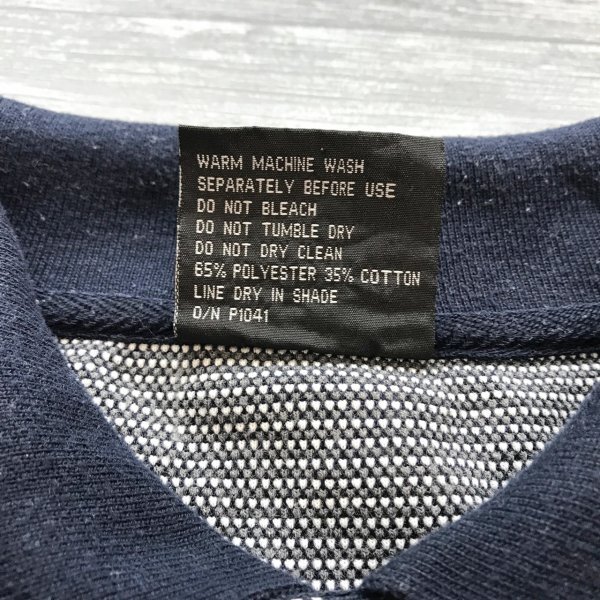 WARM MACHINE WASH
SEPARATELY BEFORE USE
DO NOT BLEACH
DO NOT TUMBLE DRY
DO NOT DRY CLEAN
65% POLYESTER 35% COTTON
LINE DRY IN SHADE
O/N P1041